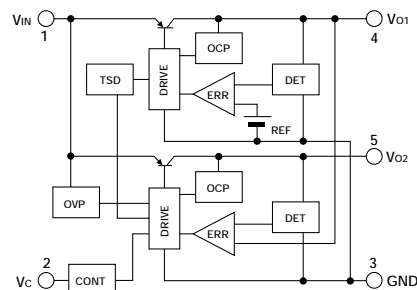 VIN
1
VO1
4
OCP
TSD
DRIVE
ERR
DET
REF
5
VO2
OVP
OCP
DRIVE
ERR
DET
2
VC
CONT
3
GND